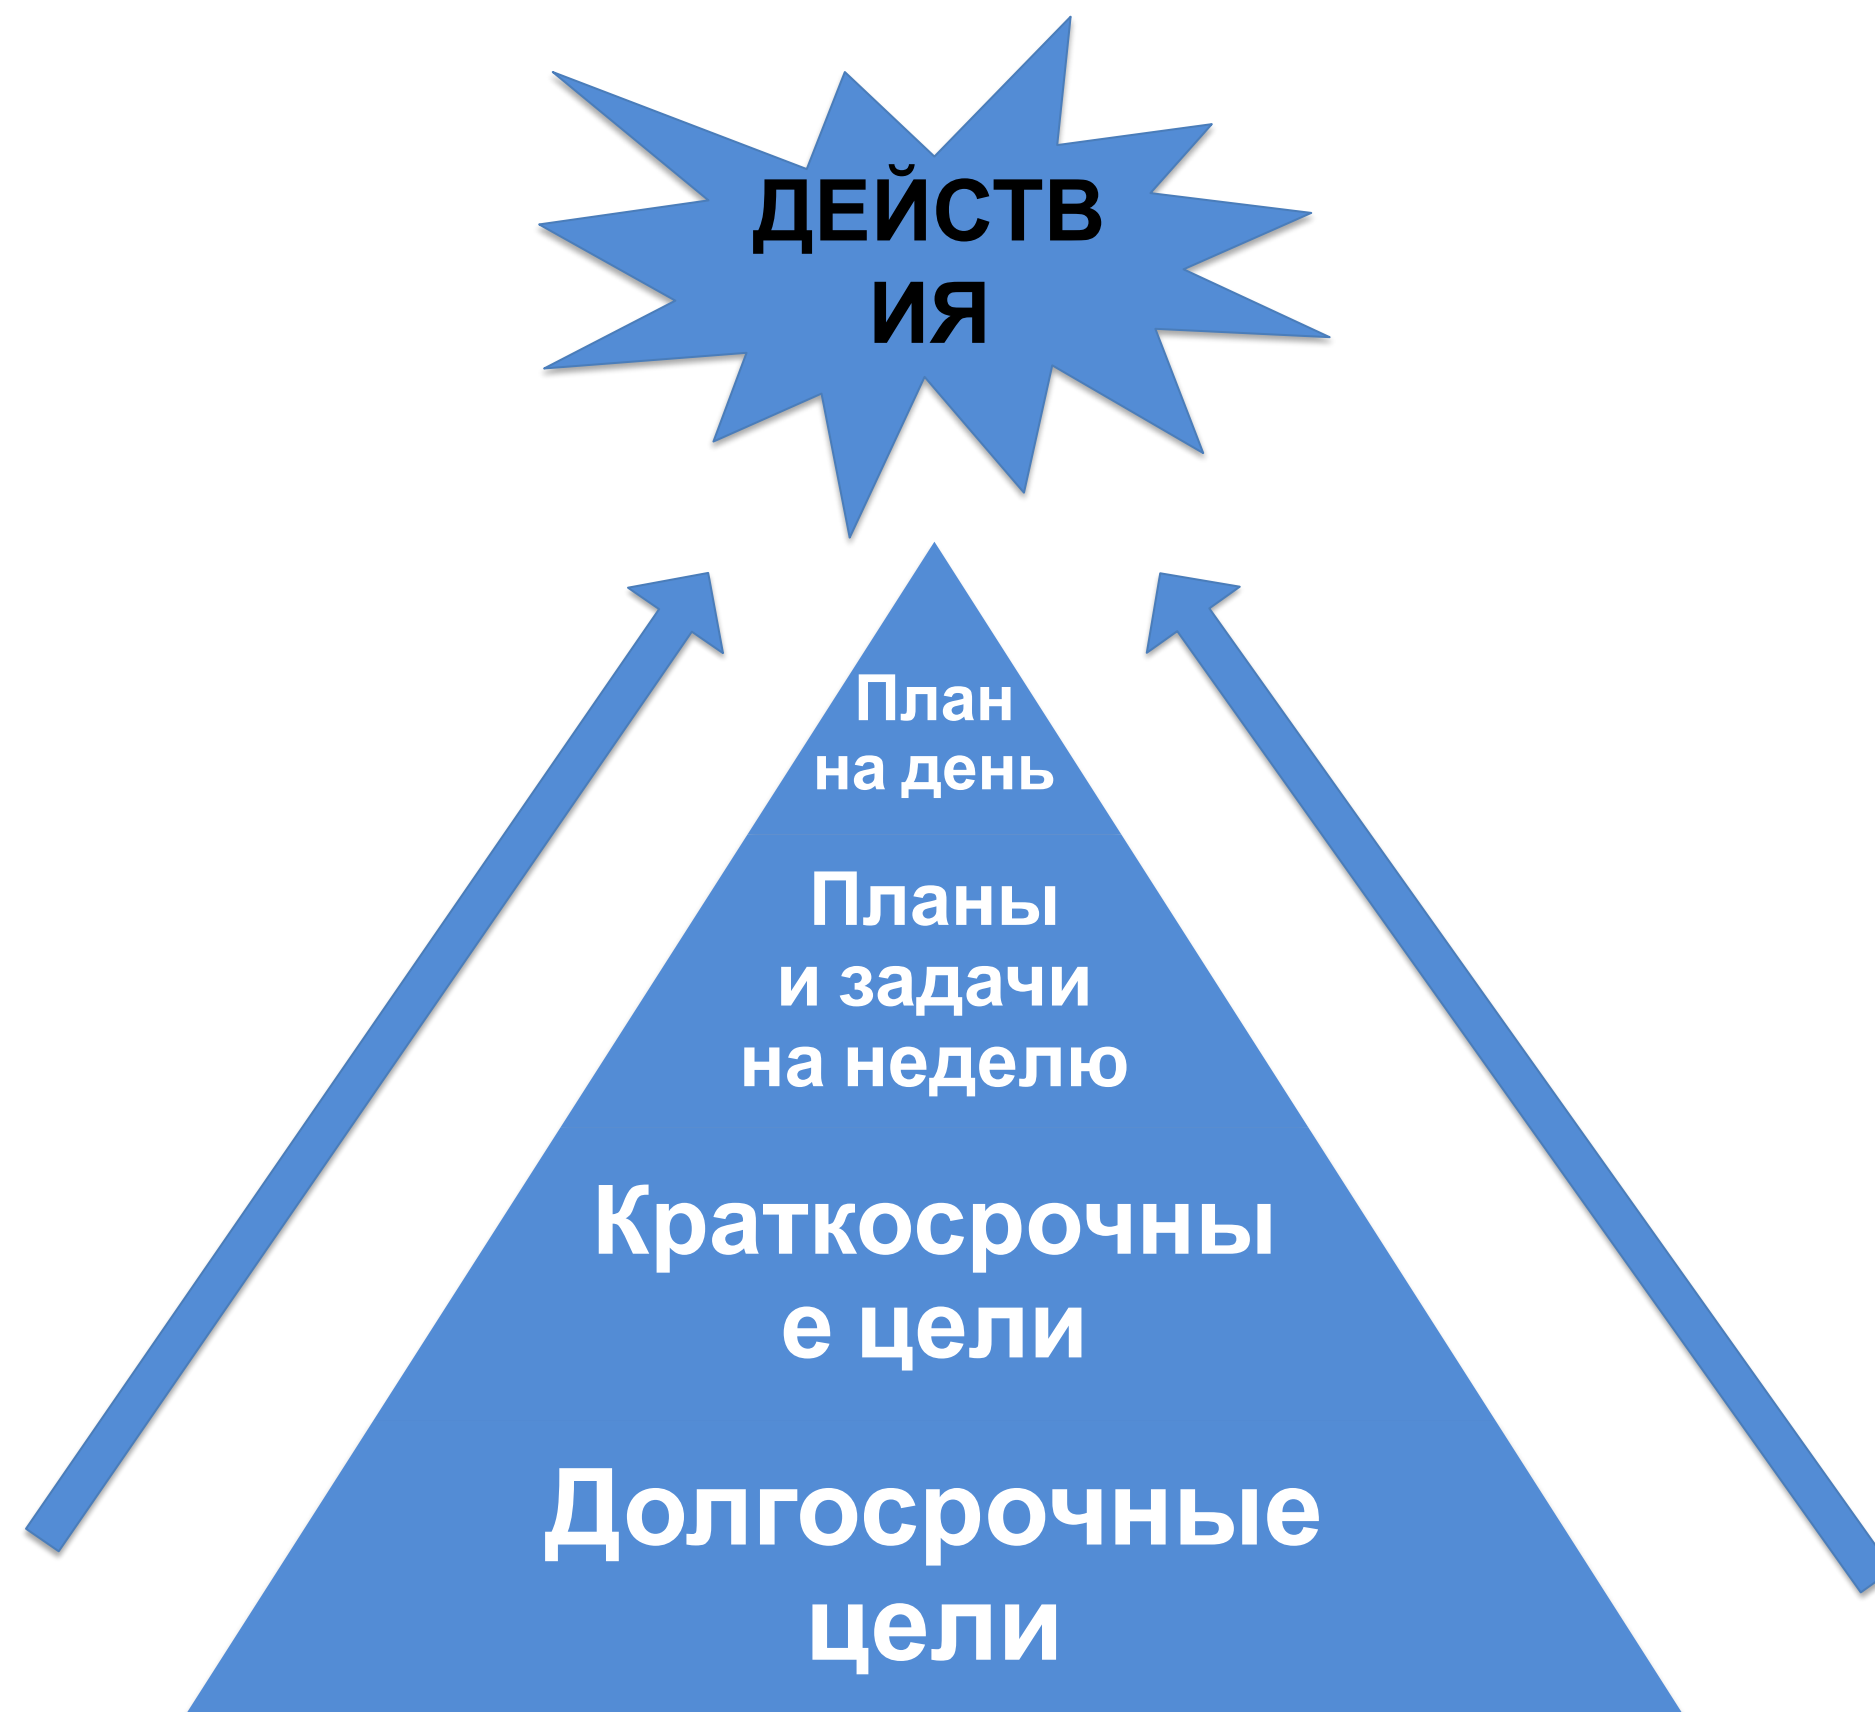 ДЕЙСТВ
ИЯ
План
на день
Планы
и задачи
на неделю
Краткосрочны
е цели
Долгосрочные
цели